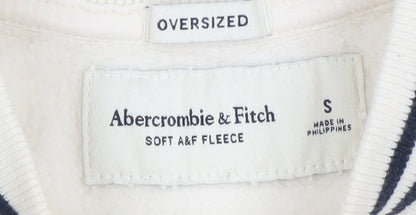 OVERSIZED
Abercrombie & Fitch
SOFT A&F FLEECE
S
MADE IN
PHILIPPINES